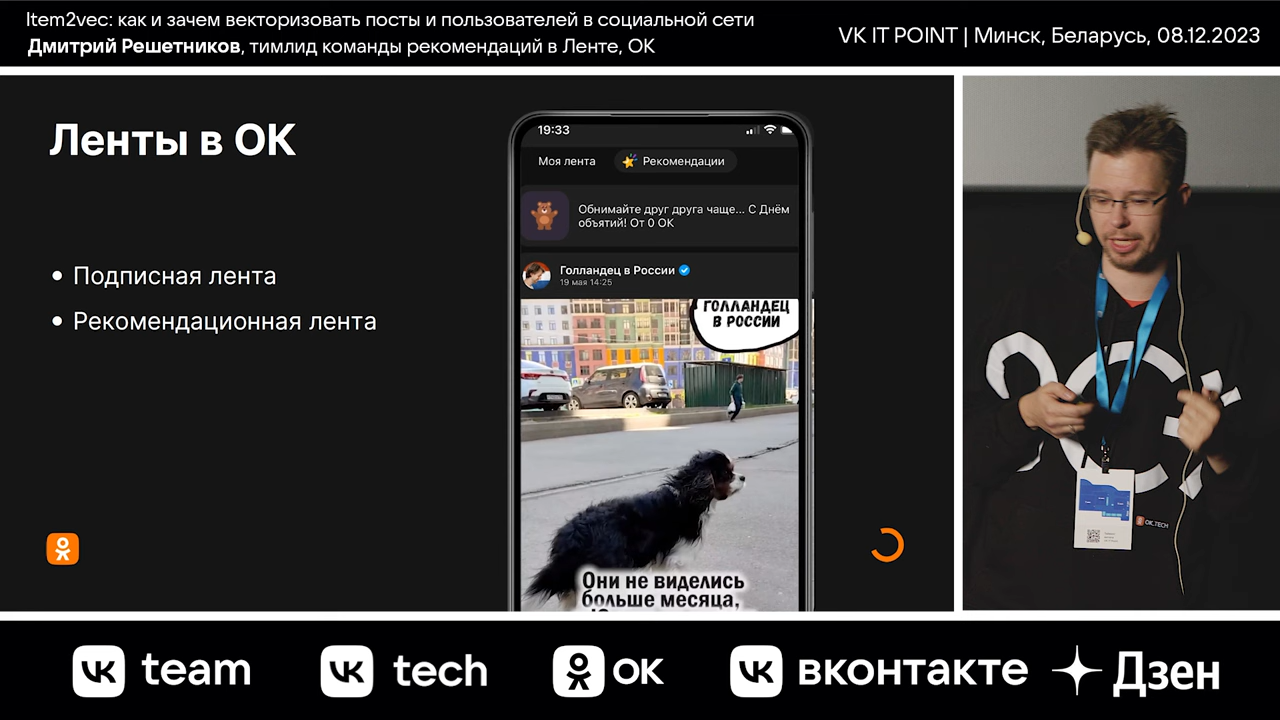 Item2vec: как и зачем векторизовать посты и пользователей в социальной сети
Дмитрий Решетников, тимлид команды рекомендаций в Ленте, ОК
VK IT POINT | Минск, Беларусь, 08.12.2023
Ленты в ОК
• Подписная лента
• Рекомендационная лента
19:33
Моя лента
Рекомендации
Обнимайте друг друга чаще... С Днём
объятий! От 0 ОК
Голландец в России
19 мая 14:25
ГОЛЛАНДЕЦ
В РОССИИ
Они не виделись
больше месяца,
OK_TECH
team
tech
ОК
вконтакте
Дзен